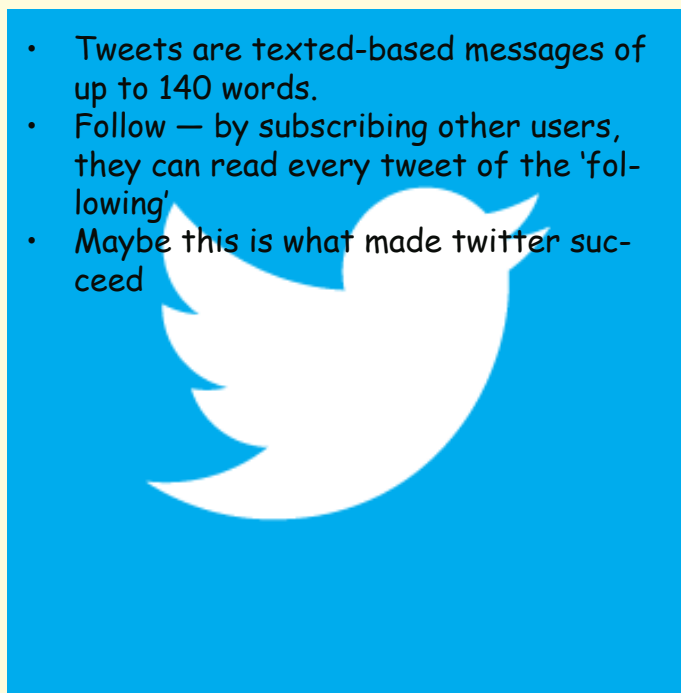 • Tweets are texted-based messages of
up to 140 words.
• Follow — by subscribing other users,
they can read every tweet of the ‘fol-
lowing’
• Maybe this is what made twitter suc-
ceed